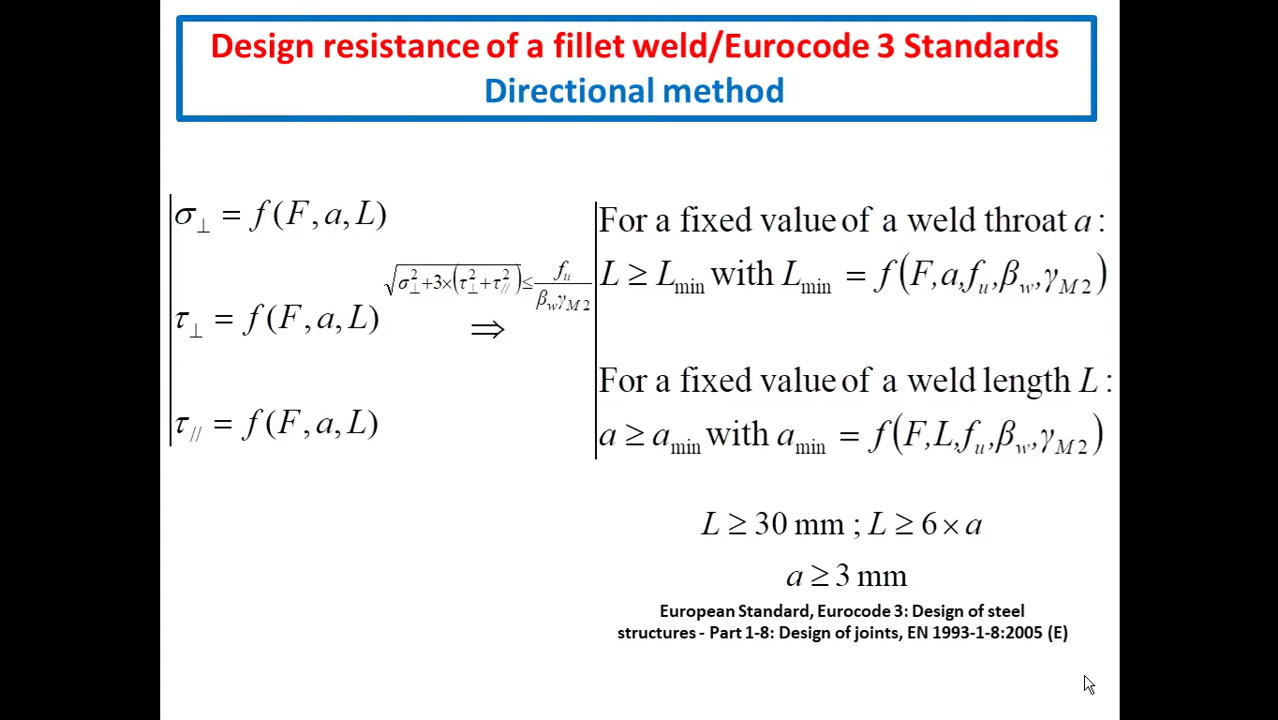 Design resistance of a fillet weld/Eurocode 3 Standards
Directional method
σ⊥ = f(F, a, L)
τ⊥ = f(F, a, L)
τ// = f(F, a, L)
√(σ⊥² + 3×(τ⊥² + τ//²)) ≤ fu / βwγM2
⇒
For a fixed value of a weld throat a :
L ≥ Lmin with Lmin = f(F,a,fu,βw,γM2)
For a fixed value of a weld length L :
a ≥ amin with amin = f(F,L,fu,βw,γM2)
L ≥ 30 mm ; L ≥ 6 × a
a ≥ 3 mm
European Standard, Eurocode 3: Design of steel
structures - Part 1-8: Design of joints, EN 1993-1-8:2005 (E)